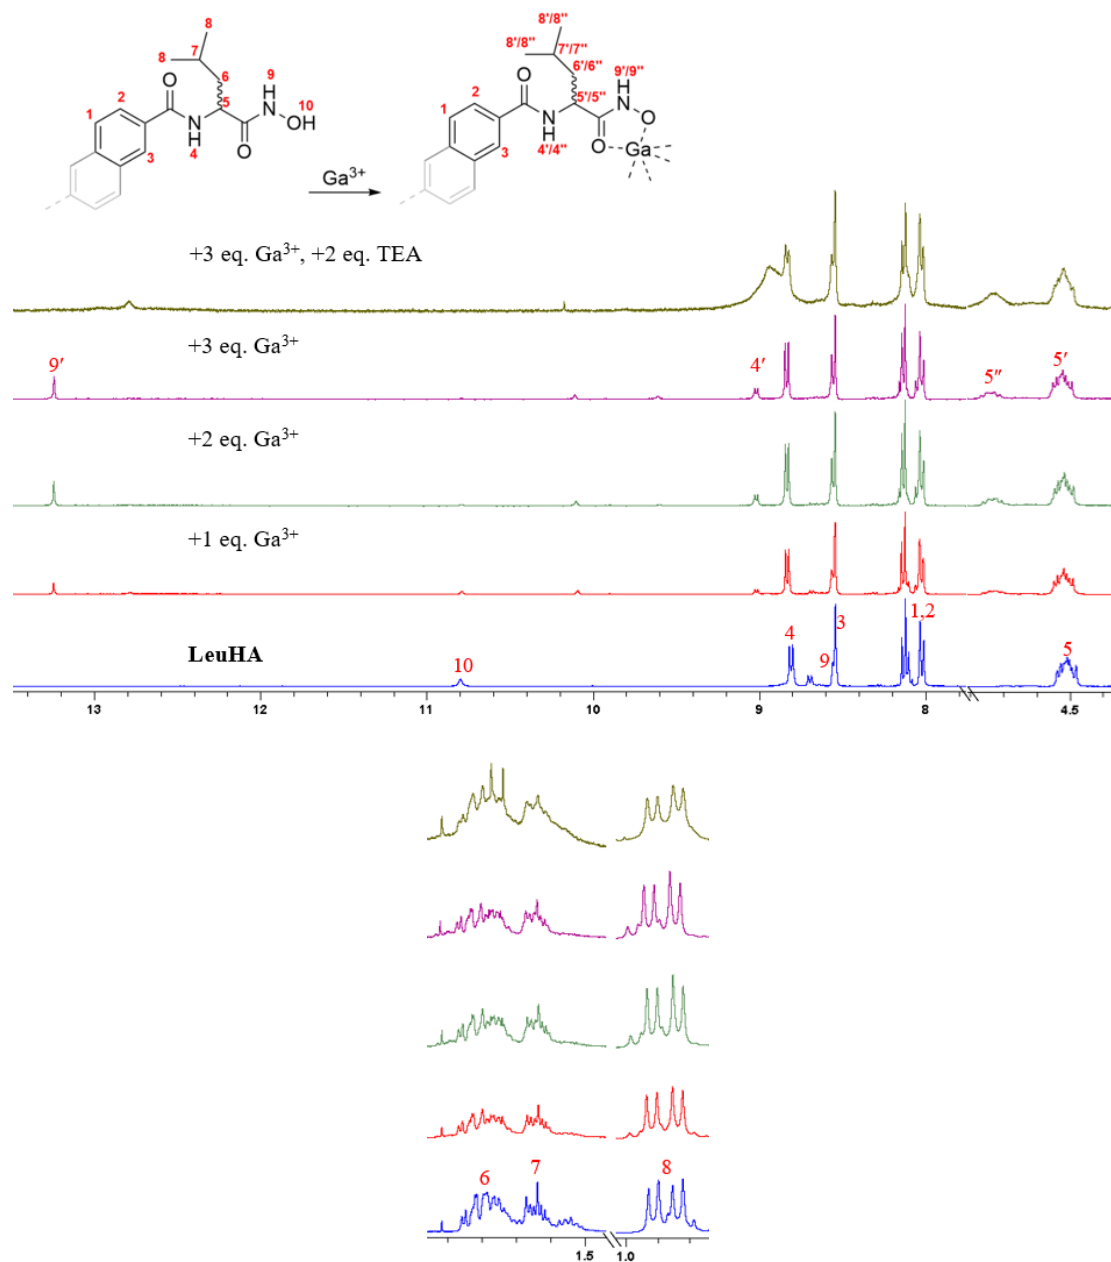 8
8
7
6
9
H
N
10
OH
O
2
5
1
N
H
O
3
4
Ga³⁺
8'/8"
8'/8"
7'/7"
6'/6"
9'/9"
H
N
O
2
5'/5"
O
1
N
H
O
Ga
3
4'/4"
+3 eq. Ga³⁺, +2 eq. TEA
+3 eq. Ga³⁺
9′ 4′ 5″ 5′
+2 eq. Ga³⁺
+1 eq. Ga³⁺
LeuHA
10 4 9 3 1,2 5
13 12 11 10 9 8 4.5
6 7 8
1.5 1.0